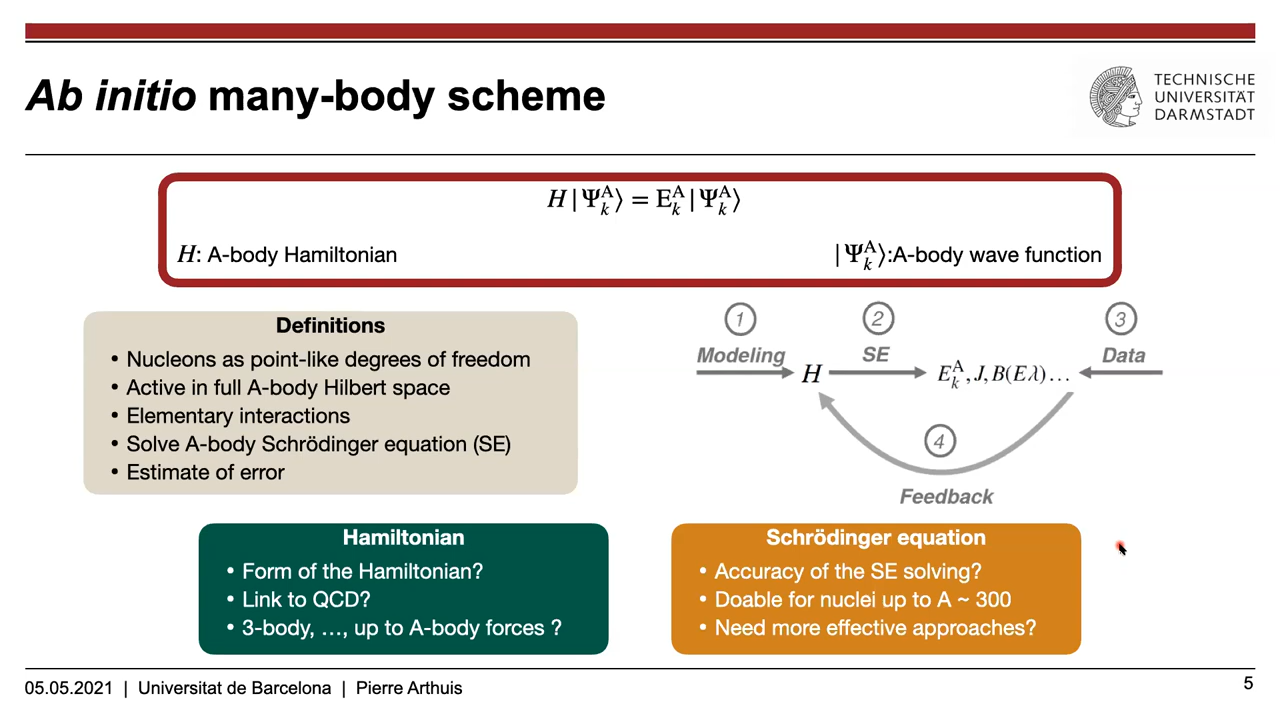 Ab initio many-body scheme
TECHNISCHE
UNIVERSITÄT
DARMSTADT
H|Ψ_k^A⟩ = E_k^A|Ψ_k^A⟩
H: A-body Hamiltonian
|Ψ_k^A⟩:A-body wave function
Definitions
• Nucleons as point-like degrees of freedom
• Active in full A-body Hilbert space
• Elementary interactions
• Solve A-body Schrödinger equation (SE)
• Estimate of error
1 2 3
Modeling SE Data
H E_k^A, J, B(Eλ)…
4
Feedback
Hamiltonian
• Form of the Hamiltonian?
• Link to QCD?
• 3-body, …, up to A-body forces ?
Schrödinger equation
• Accuracy of the SE solving?
• Doable for nuclei up to A ~ 300
• Need more effective approaches?
05.05.2021 | Universitat de Barcelona | Pierre Arthuis
5